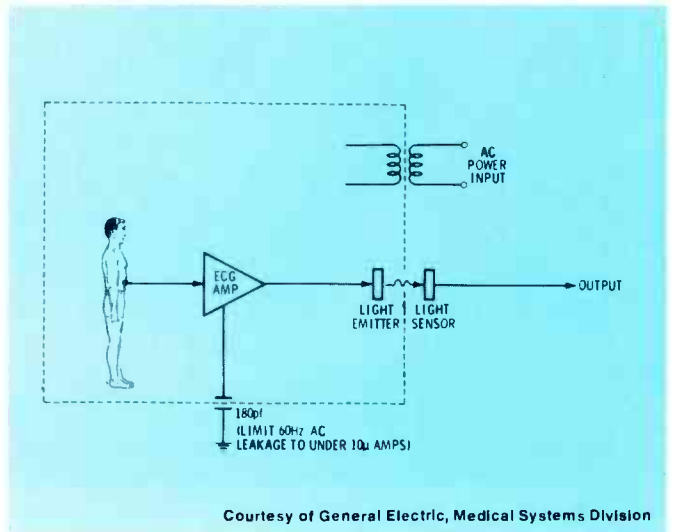 AC
POWER
INPUT
ECG
AMP
OUTPUT
LIGHT
EMITTER
LIGHT
SENSOR
180pf
(LIMIT 60Hz AC
LEAKAGE TO UNDER 10μ AMPS)
Courtesy of General Electric, Medical Systems Division